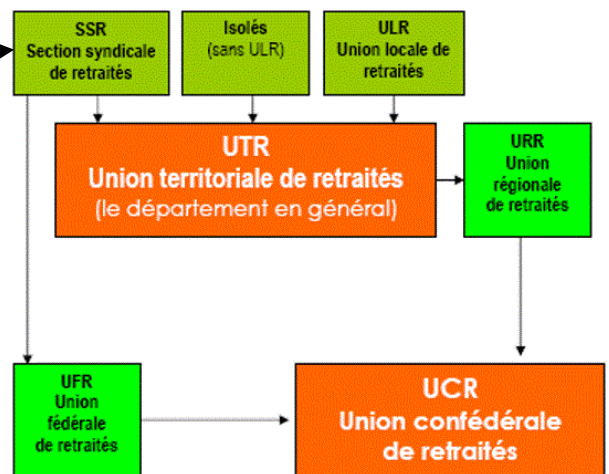 SSR
Section syndicale
de retraités
Isolés
(sans ULR)
ULR
Union locale de
retraités
UTR
Union territoriale de retraités
(le département en général)
URR
Union
régionale
de retraités
UFR
Union
fédérale
de retraités
UCR
Union confédérale
de retraités